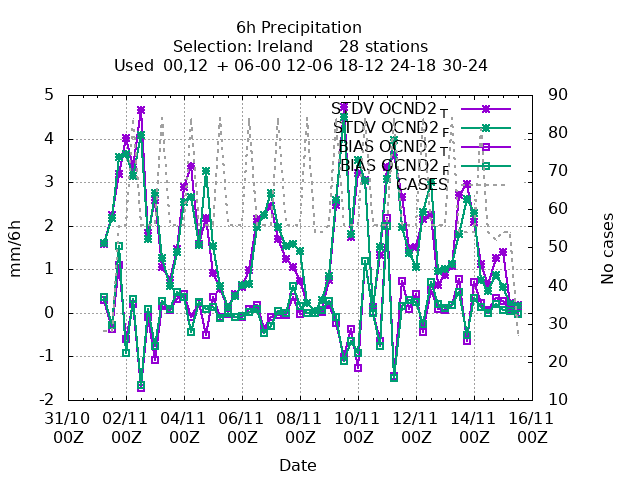 6h Precipitation
Selection: Ireland     28 stations
Used  00,12  + 06-00 12-06 18-12 24-18 30-24
STDV OCND2 T
STDV OCND2 F
BIAS OCND2 T
BIAS OCND2 F
CASES
5
4
3
2
1
0
-1
-2
mm/6h
90
80
70
60
50
40
30
20
10
No cases
31/10 02/11 04/11 06/11 08/11 10/11 12/11 14/11 16/11
00Z 00Z 00Z 00Z 00Z 00Z 00Z 00Z 00Z
Date